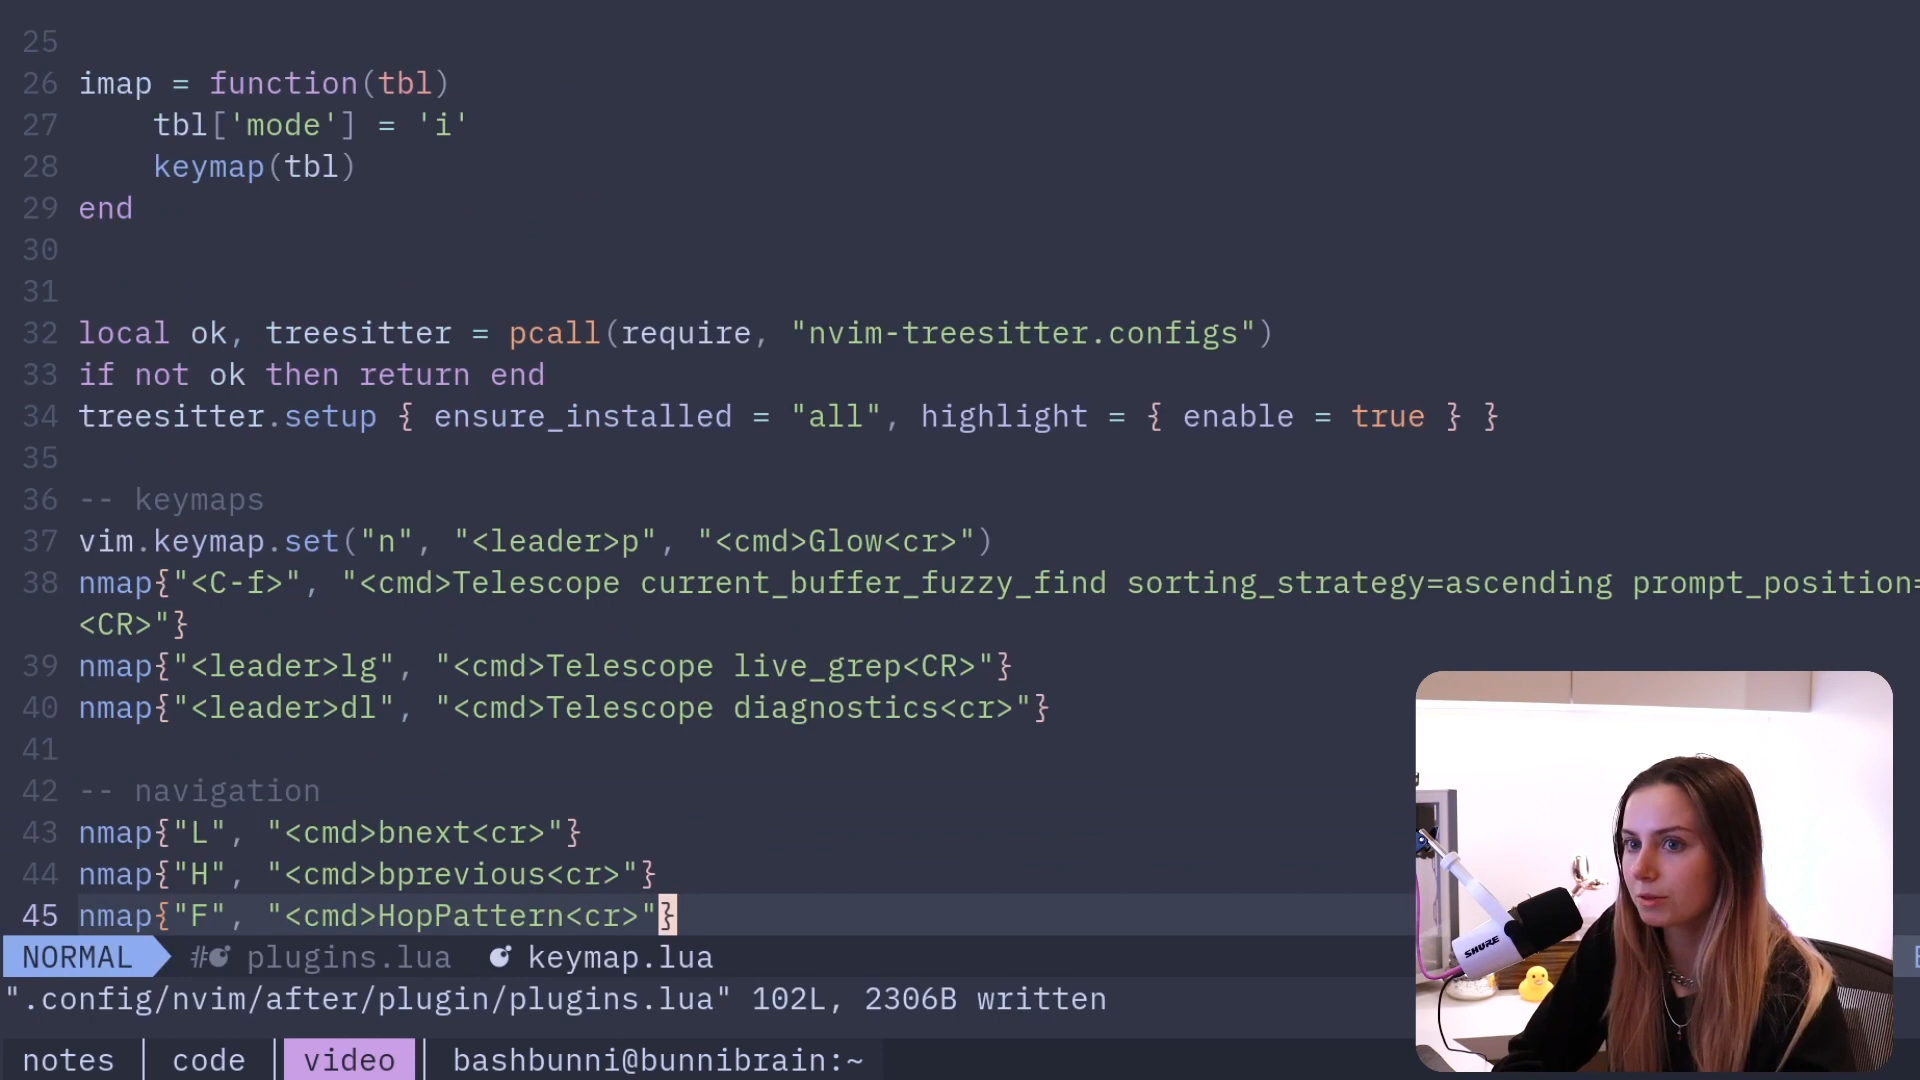 25
26 imap = function(tbl)
27     tbl['mode'] = 'i'
28     keymap(tbl)
29 end
30
31
32 local ok, treesitter = pcall(require, "nvim-treesitter.configs")
33 if not ok then return end
34 treesitter.setup { ensure_installed = "all", highlight = { enable = true } }
35
36 -- keymaps
37 vim.keymap.set("n", "<leader>p", "<cmd>Glow<cr>")
38 nmap{"<C-f>", "<cmd>Telescope current_buffer_fuzzy_find sorting_strategy=ascending prompt_position=
<CR>"}
39 nmap{"<leader>lg", "<cmd>Telescope live_grep<CR>"}
40 nmap{"<leader>dl", "<cmd>Telescope diagnostics<cr>"}
41
42 -- navigation
43 nmap{"L", "<cmd>bnext<cr>"}
44 nmap{"H", "<cmd>bprevious<cr>"}
45 nmap{"F", "<cmd>HopPattern<cr>"}
NORMAL # plugins.lua keymap.lua
".config/nvim/after/plugin/plugins.lua" 102L, 2306B written
notes | code | video | bashbunni@bunnibrain:~
SHURE